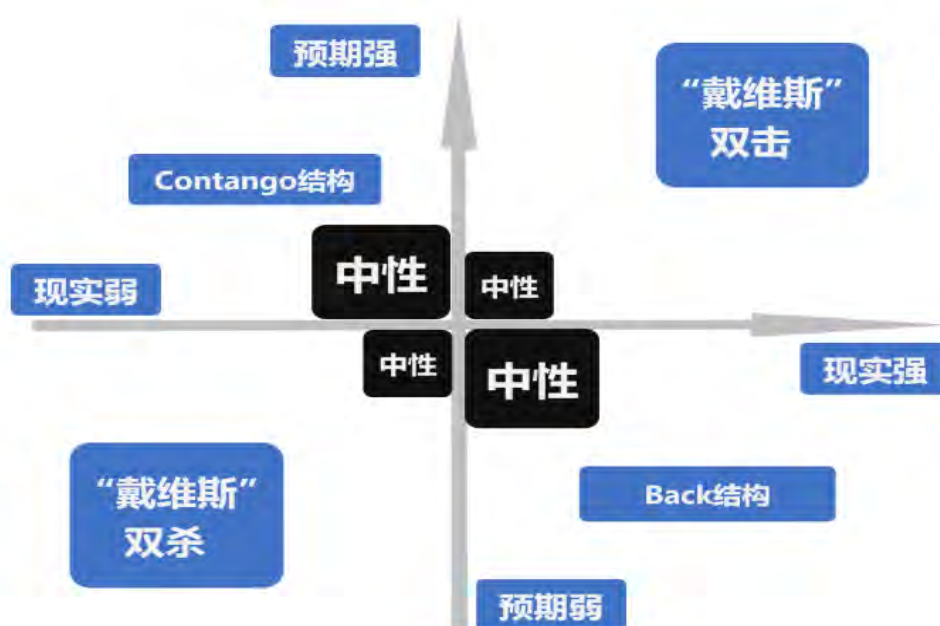 预期强
“戴维斯”
双击
Contango结构
中性
中性
现实弱
中性
中性
现实强
“戴维斯”
双杀
Back结构
预期弱